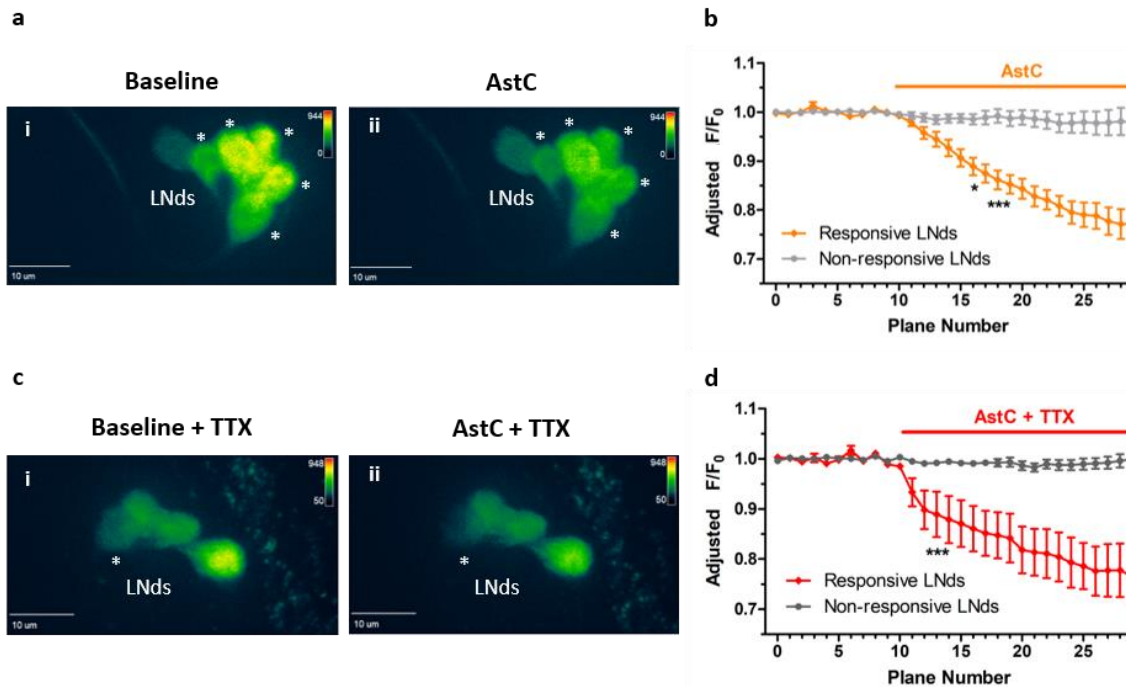 a
Baseline
AstC
i
944
0
* * * * *
LNds
10 um
ii
944
0
* * * * *
LNds
10 um
b
1.1
1.0
0.9
0.8
0.7
Adjusted F/F0
AstC
*
***
Responsive LNds
Non-responsive LNds
0 5 10 15 20 25
Plane Number
c
Baseline + TTX
AstC + TTX
i
948
50
*
LNds
10 um
ii
948
50
*
LNds
10 um
d
1.1
1.0
0.9
0.8
0.7
Adjusted F/F0
AstC + TTX
***
Responsive LNds
Non-responsive LNds
0 5 10 15 20 25
Plane Number